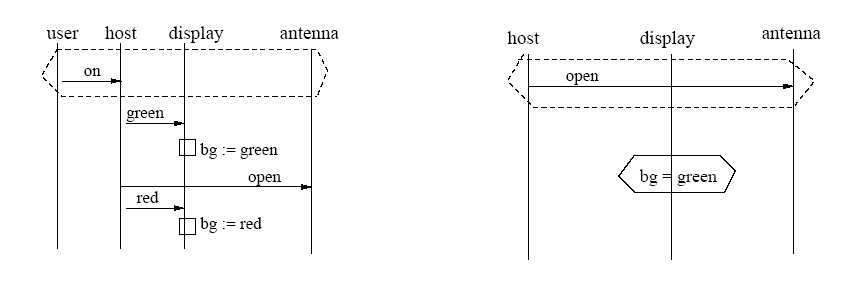 user host display antenna
on
green
bg := green
open
red
bg := red
host display antenna
open
bg = green